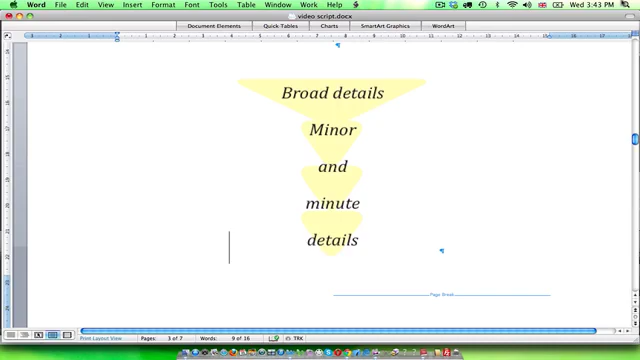 Word File Edit View Insert Format Font Tools Table Window Help Wed 3:43 PM
video script.docx
Document Elements Quick Tables Charts SmartArt Graphics WordArt
Broad details
Minor
and
minute
details
Page Break
Print Layout View Pages: 3 of 7 Words: 9 of 16 TRK